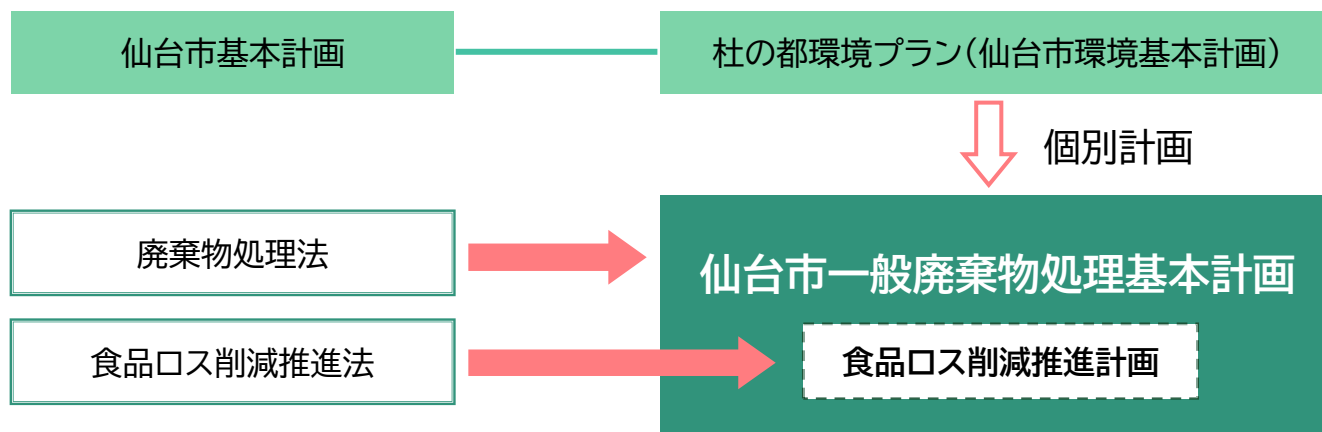 仙台市基本計画
杜の都環境プラン（仙台市環境基本計画）
個別計画
廃棄物処理法
仙台市一般廃棄物処理基本計画
食品ロス削減推進法
食品ロス削減推進計画